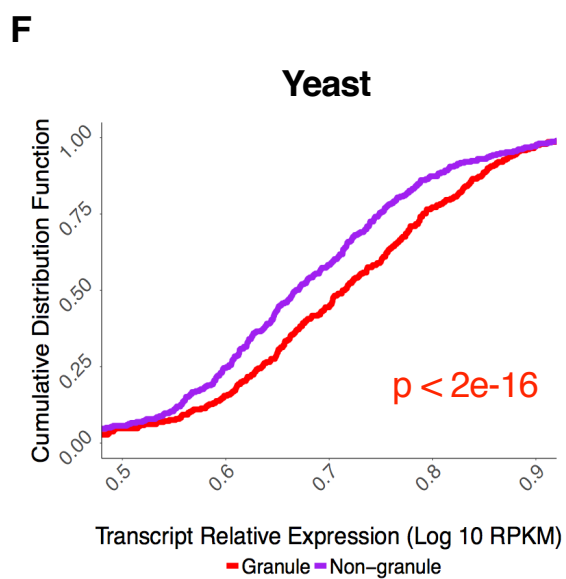 F
Yeast
Cumulative Distribution Function
1.00
0.75
0.50
0.25
0.00
p < 2e-16
0.5 0.6 0.7 0.8 0.9
Transcript Relative Expression (Log 10 RPKM)
Granule Non−granule